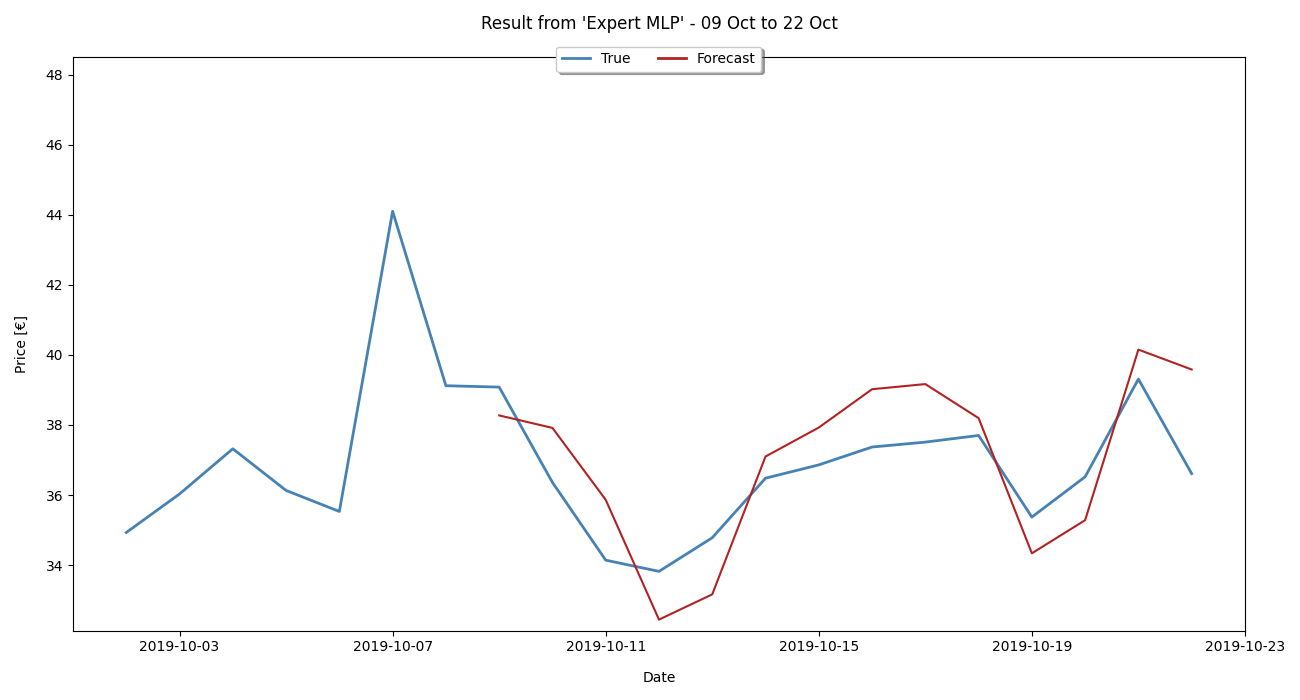 Result from 'Expert MLP' - 09 Oct to 22 Oct
True Forecast
48
46
44
42
40
38
36
34
Price [€]
2019-10-03 2019-10-07 2019-10-11 2019-10-15 2019-10-19 2019-10-23
Date